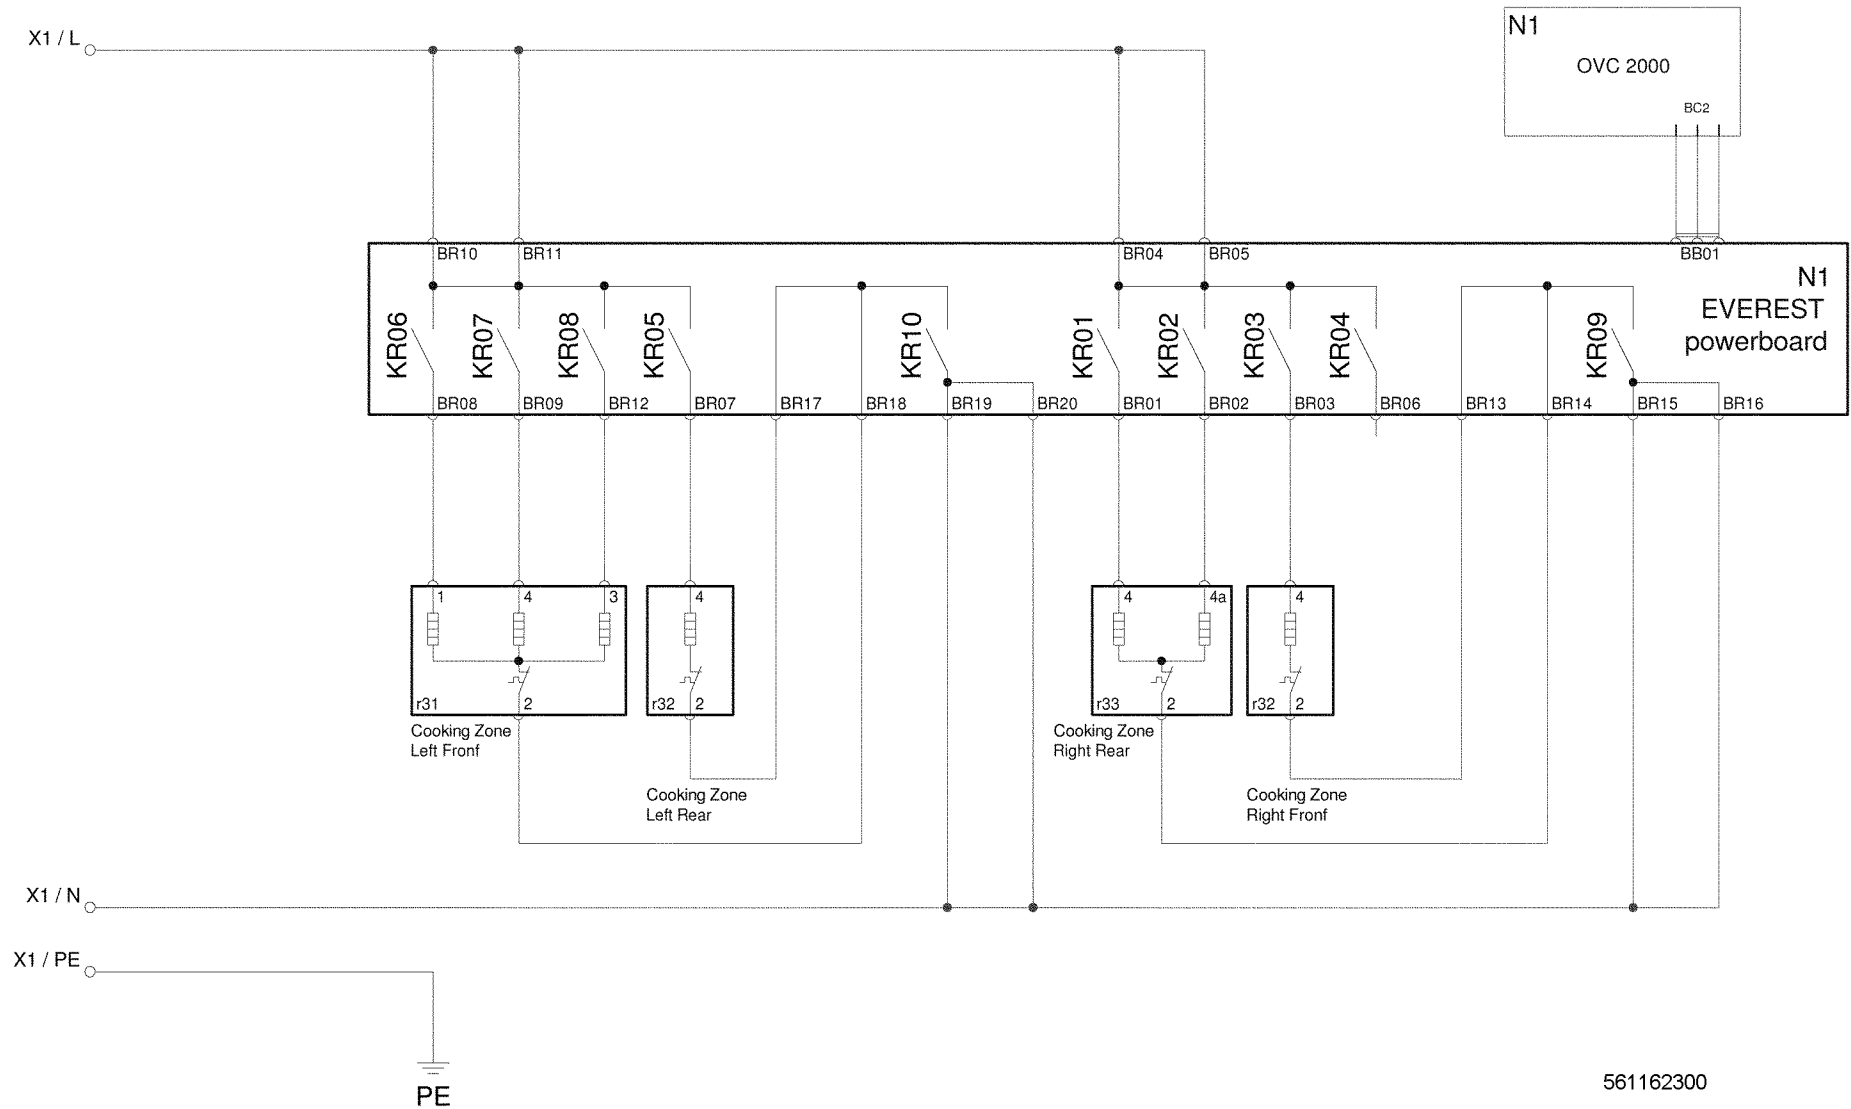 X1 / L
N1
OVC 2000
BC2
BR10 BR11 BR04 BR05 BB01
N1
EVEREST
powerboard
KR06 KR07 KR08 KR05 KR10 KR01 KR02 KR03 KR04 KR09
BR08 BR09 BR12 BR07 BR17 BR18 BR19 BR20 BR01 BR02 BR03 BR06 BR13 BR14 BR15 BR16
1 4 3 4 4 4a 4
r31 2 r32 2 r33 2 r32 2
Cooking Zone
Left Fronf
Cooking Zone
Right Rear
Cooking Zone
Left Rear
Cooking Zone
Right Fronf
X1 / N
X1 / PE
PE
561162300